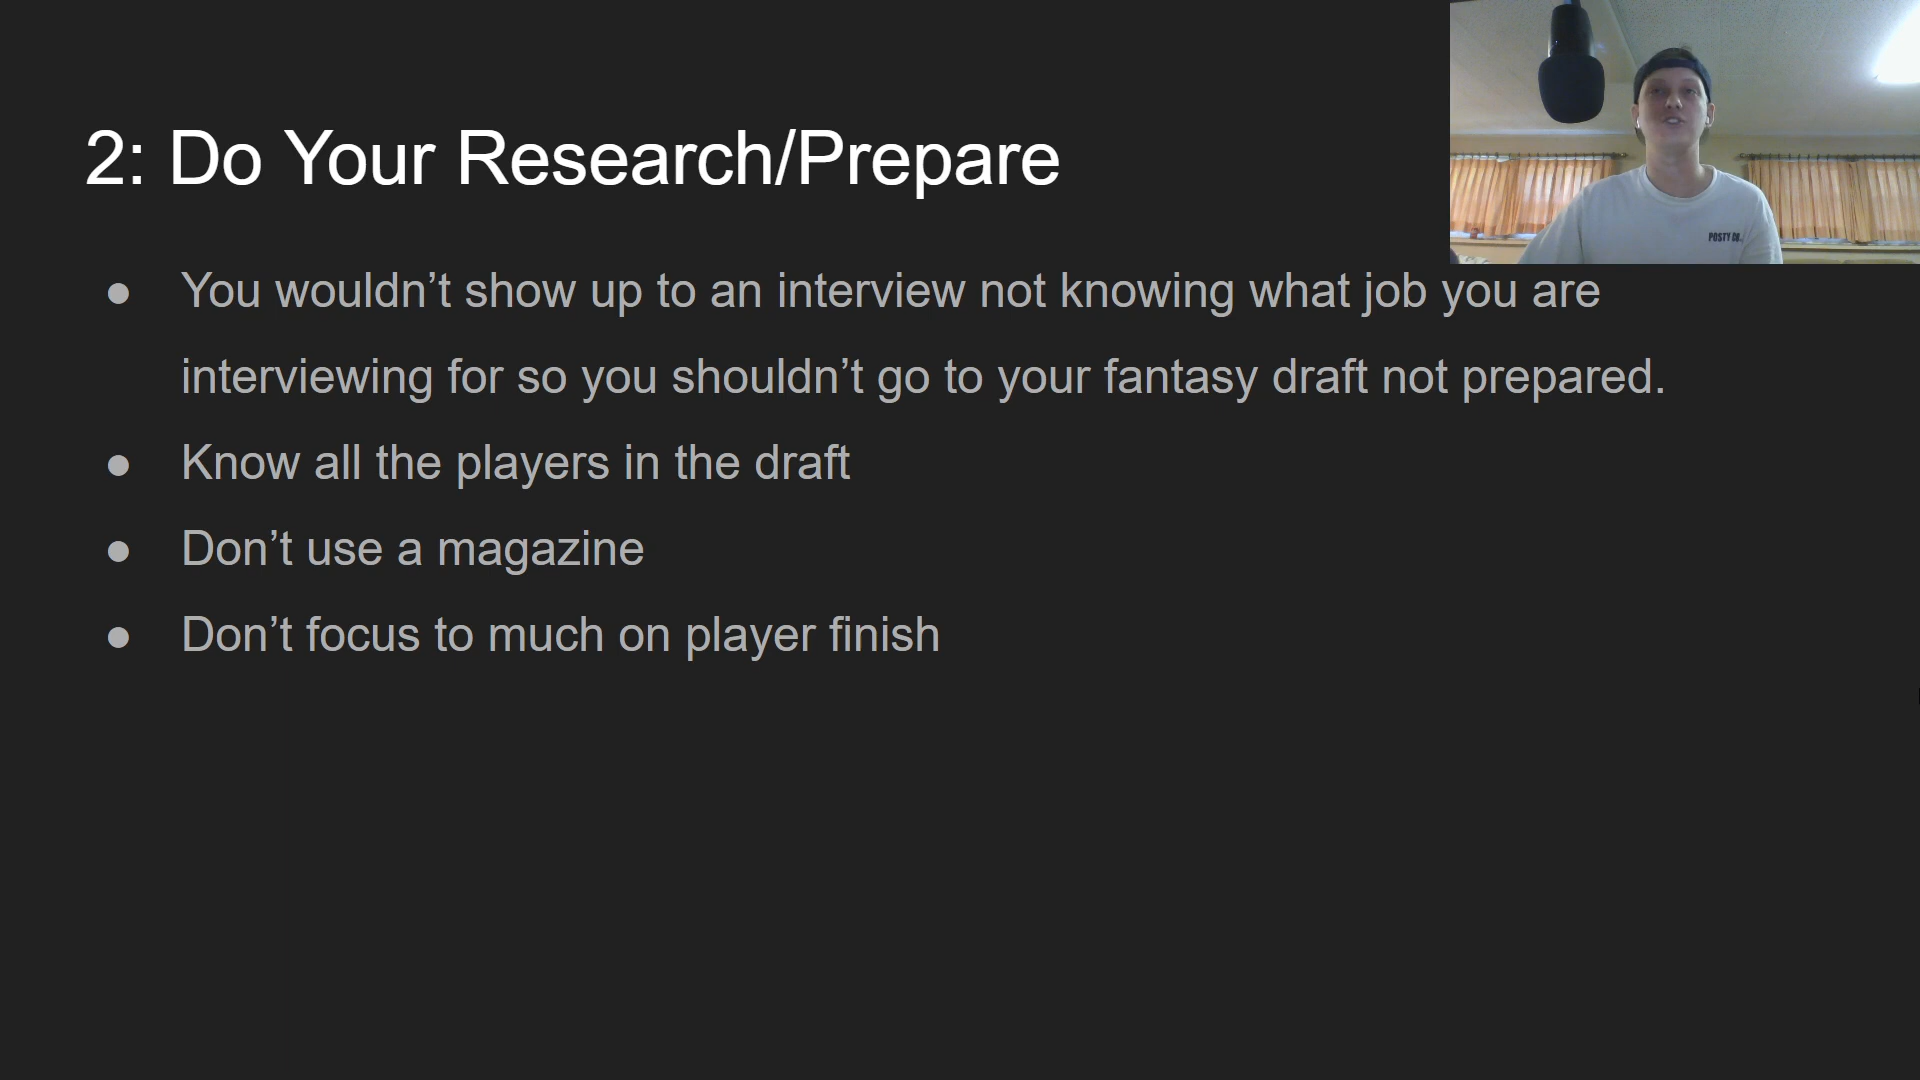 2: Do Your Research/Prepare
● You wouldn’t show up to an interview not knowing what job you are
interviewing for so you shouldn’t go to your fantasy draft not prepared.
● Know all the players in the draft
● Don’t use a magazine
● Don’t focus to much on player finish
POSTY CO.